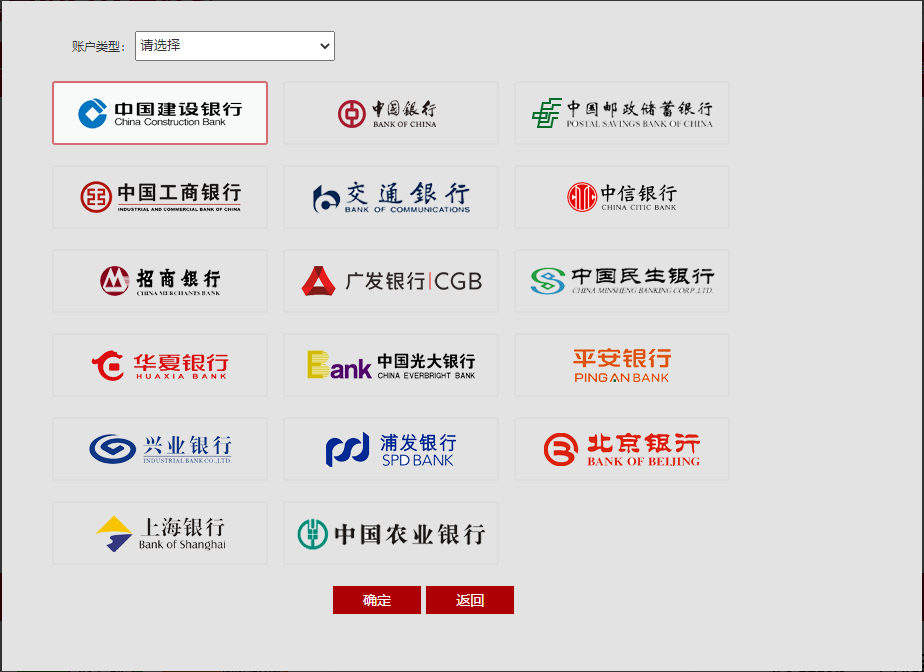 账户类型：
请选择
中国建设银行
China Construction Bank
中国银行
BANK OF CHINA
中国邮政储蓄银行
POSTAL SAVINGS BANK OF CHINA
中国工商银行
INDUSTRIAL AND COMMERCIAL BANK OF CHINA
交通銀行
BANK OF COMMUNICATIONS
中信银行
CHINA CITIC BANK
招商银行
CHINA MERCHANTS BANK
广发银行|CGB
中国民生银行
CHINA MINSHENG BANKING CORP.,LTD.
华夏银行
HUAXIA BANK
Bank
中国光大银行
CHINA EVERBRIGHT BANK
平安银行
PINGAN BANK
兴业银行
INDUSTRIAL BANK CO.,LTD.
浦发银行
SPD BANK
北京银行
BANK OF BEIJING
上海银行
Bank of Shanghai
中国农业银行
确定
返回